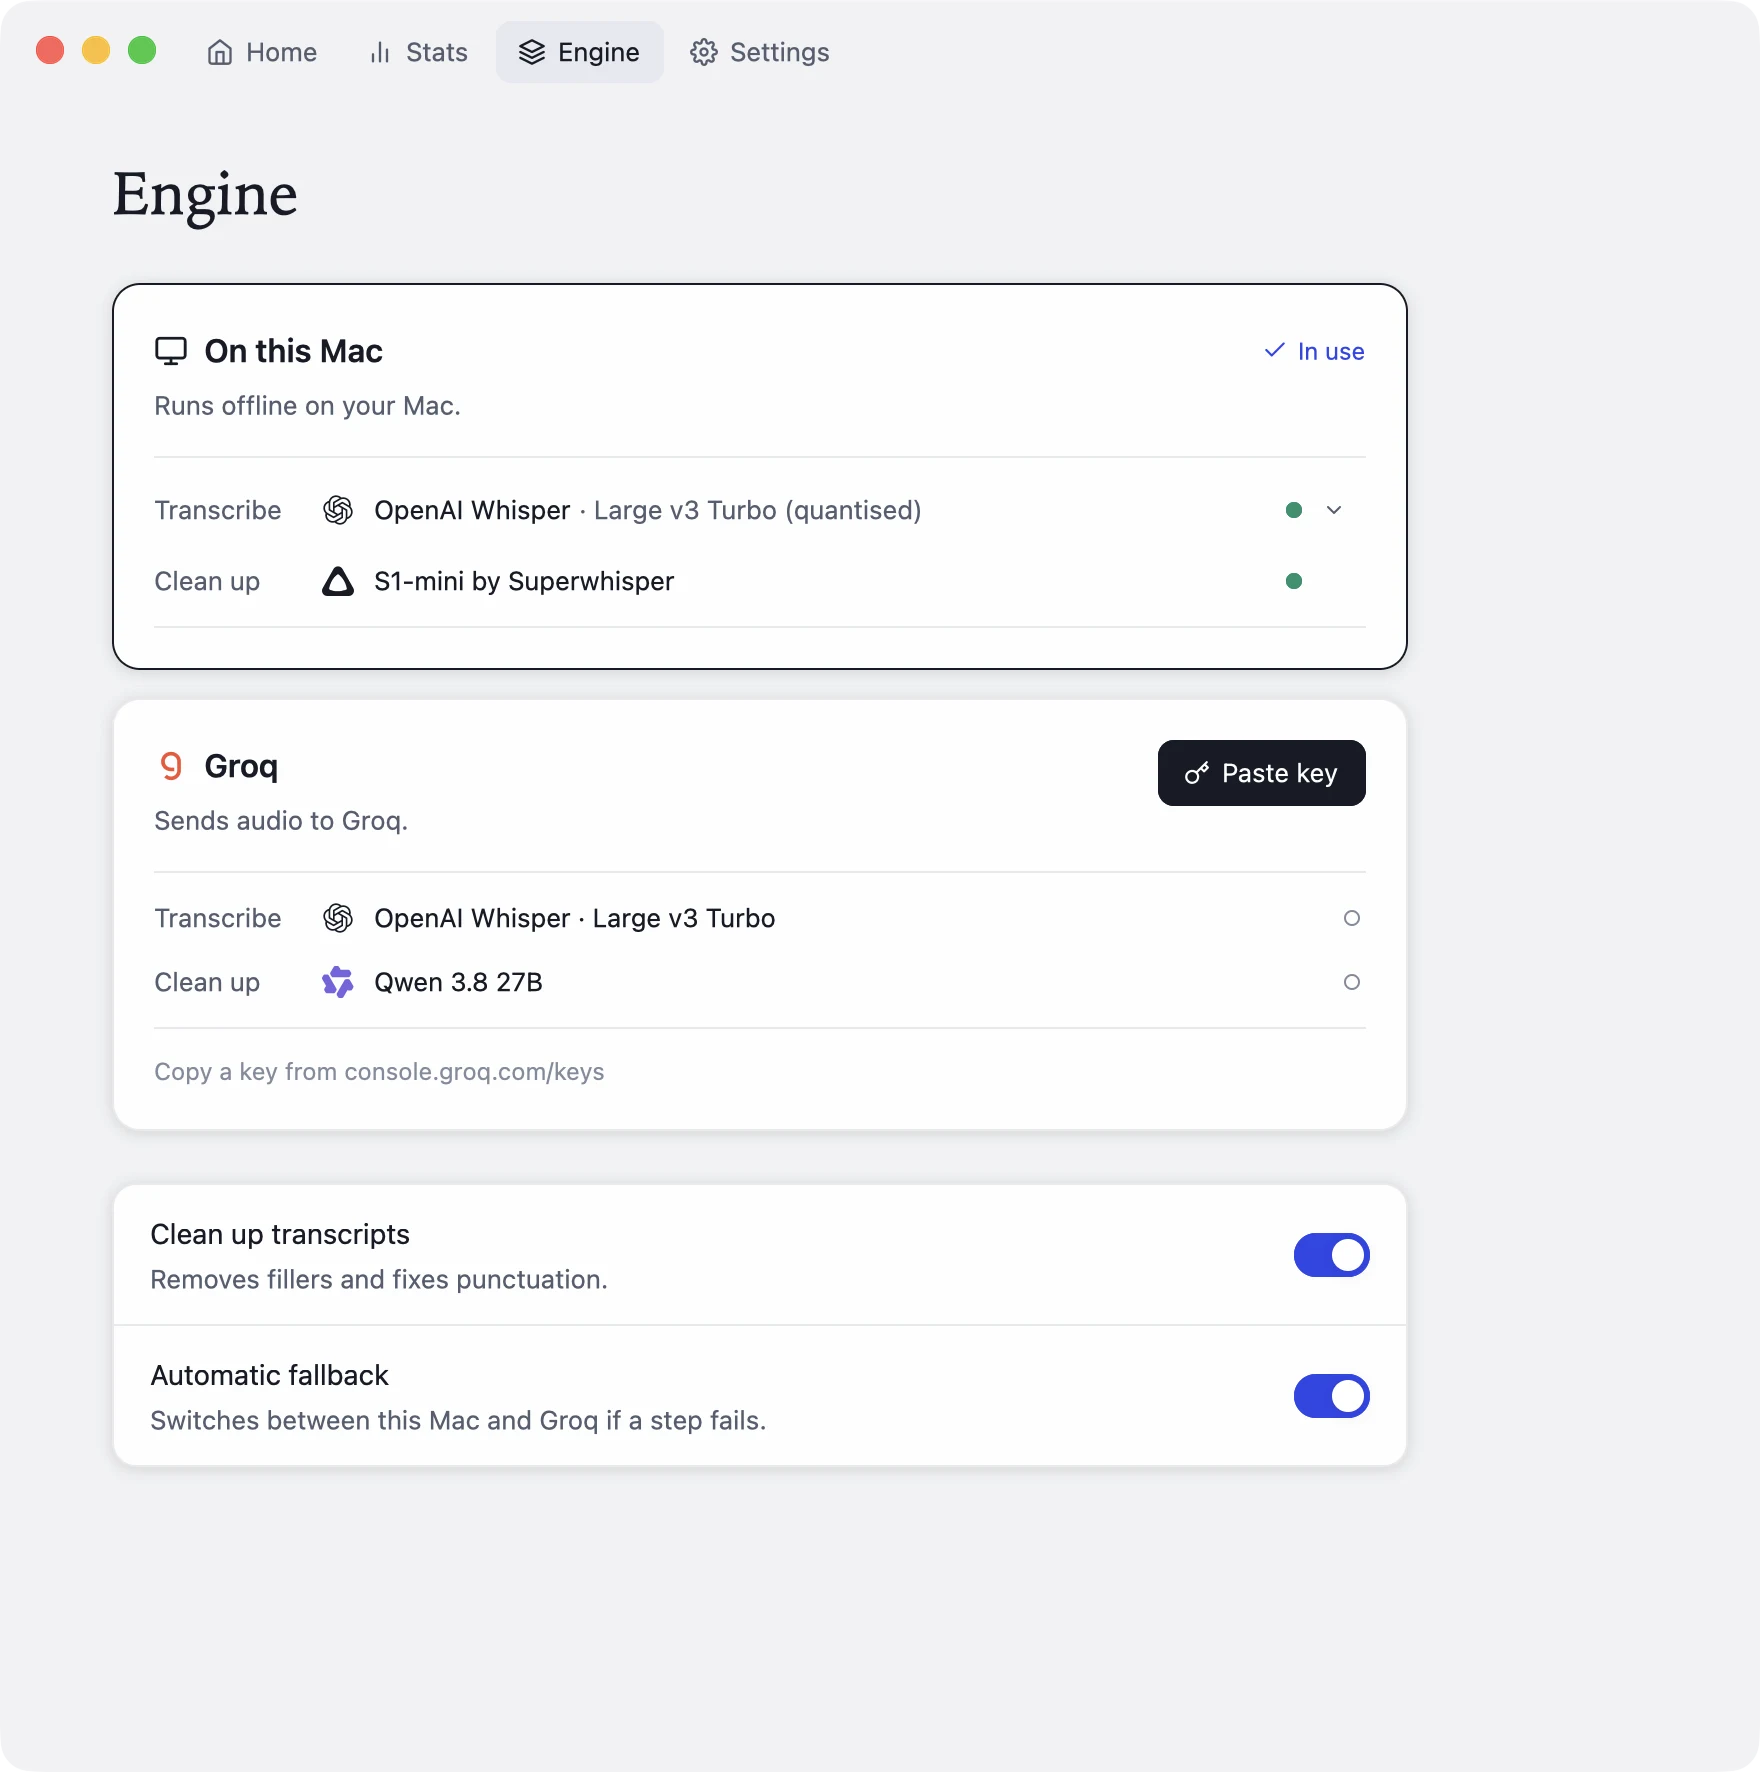 Home Stats Engine Settings
Engine
On this Mac
In use
Runs offline on your Mac.
Transcribe OpenAI Whisper · Large v3 Turbo (quantised)
Clean up S1-mini by Superwhisper
Groq
Paste key
Sends audio to Groq.
Transcribe OpenAI Whisper · Large v3 Turbo
Clean up Qwen 3.8 27B
Copy a key from console.groq.com/keys
Clean up transcripts
Removes fillers and fixes punctuation.
Automatic fallback
Switches between this Mac and Groq if a step fails.